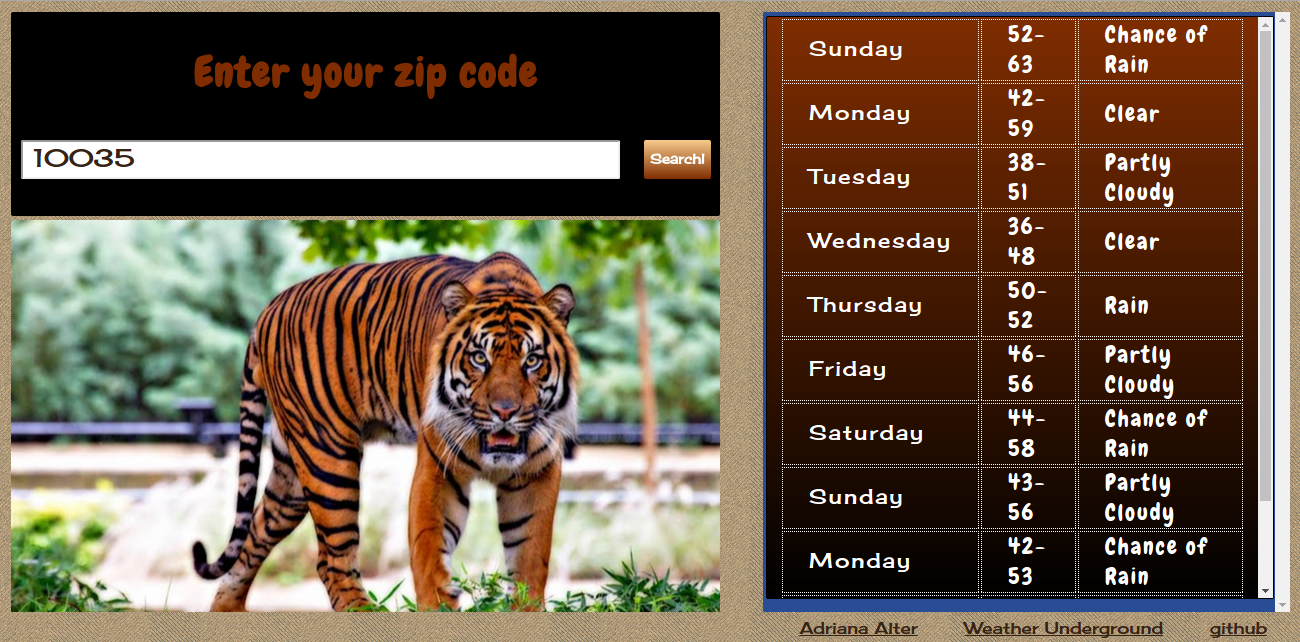 Enter your zip code
10035
Search!
Sunday
52-
63
Chance of
Rain
Monday
42-
59
Clear
Tuesday
38-
51
Partly
Cloudy
Wednesday
36-
48
Clear
Thursday
50-
52
Rain
Friday
46-
56
Partly
Cloudy
Saturday
44-
58
Chance of
Rain
Sunday
43-
56
Partly
Cloudy
Monday
42-
53
Chance of
Rain
Adriana Alter
Weather Underground
github